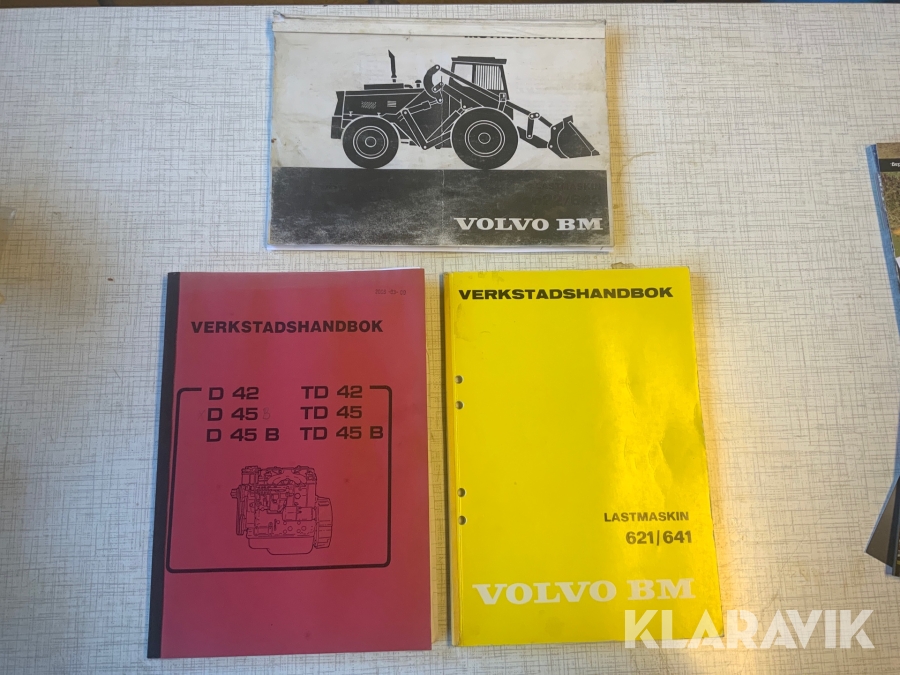 VOLVO BM
VERKSTADSHANDBOK
D 42 TD 42
D 45 TD 45
D 45 B TD 45 B
VERKSTADSHANDBOK
LASTMASKIN
621/641
VOLVO BM
KLARAVIK